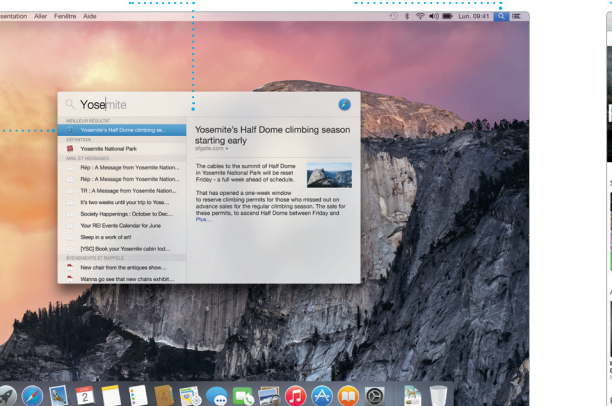 sentation Aller Fenêtre Aide
Lun. 09:41
Yosemite
MEILLEUR RÉSULTAT
Yosemite's Half Dome climbing se...
DÉFINITION
Yosemite National Park
MAIL ET MESSAGES
Rép : A Message from Yosemite Nation...
Rép : A Message from Yosemite Nation...
TR : A Message from Yosemite Nation...
It's two weeks until your trip to Yose...
Society Happenings : October to Dec...
Your REI Events Calendar for June
Sleep in a work of art!
[YSC] Book your Yosemite cabin lod...
ÉVÉNEMENTS ET RAPPELS
New chair from the antiques show...
Wanna go see that new chairs exhibit...
Yosemite's Half Dome climbing season
starting early
sfgate.com •
The cables to the summit of Half Dome
in Yosemite National Park will be reset
Friday - a full week ahead of schedule.
That has opened a one-week window
to reserve climbing permits for those who missed out on
advance sales for the regular climbing season. The sale for
these permits, to ascend Half Dome between Friday and
Plus...
2